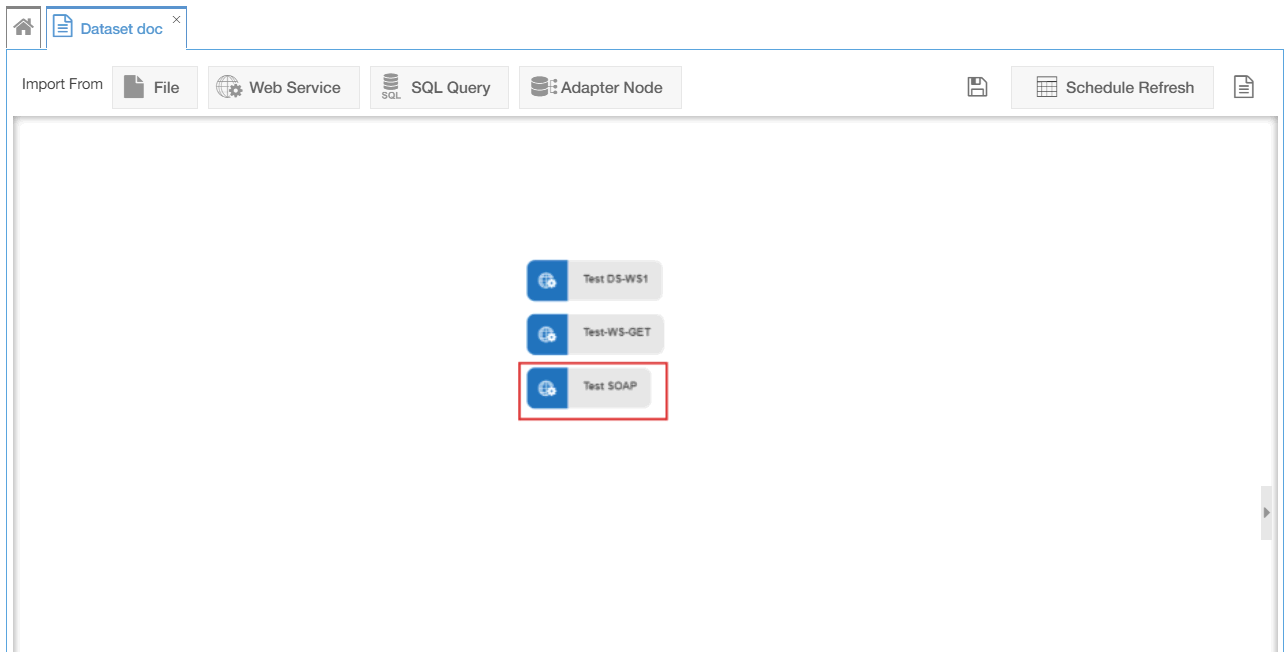 Dataset doc
Import From File Web Service SQL SQL Query Adapter Node Schedule Refresh
Test DS-WS1
Test-WS-GET
Test SOAP